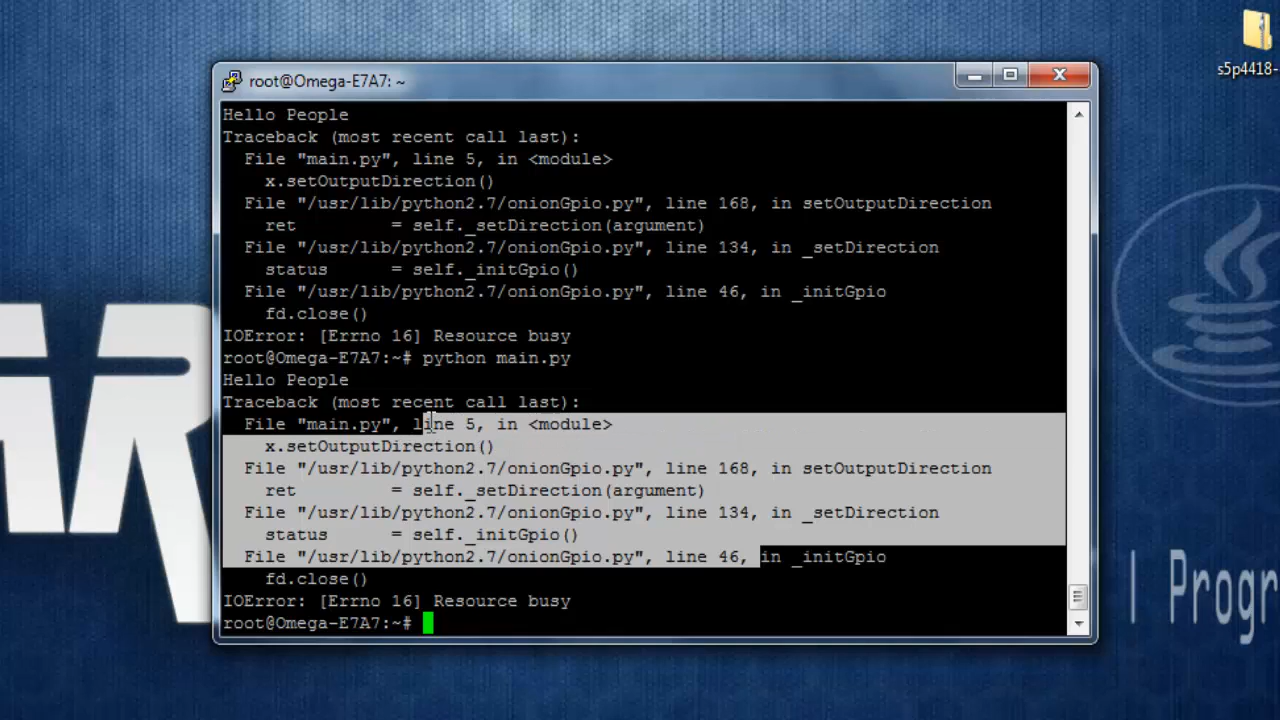 s5p4418-
root@Omega-E7A7: ~
Hello People
Traceback (most recent call last):
  File "main.py", line 5, in <module>
    x.setOutputDirection()
  File "/usr/lib/python2.7/onionGpio.py", line 168, in setOutputDirection
    ret         = self._setDirection(argument)
  File "/usr/lib/python2.7/onionGpio.py", line 134, in _setDirection
    status      = self._initGpio()
  File "/usr/lib/python2.7/onionGpio.py", line 46, in _initGpio
    fd.close()
IOError: [Errno 16] Resource busy
root@Omega-E7A7:~# python main.py
Hello People
Traceback (most recent call last):
  File "main.py", line 5, in <module>
    x.setOutputDirection()
  File "/usr/lib/python2.7/onionGpio.py", line 168, in setOutputDirection
    ret         = self._setDirection(argument)
  File "/usr/lib/python2.7/onionGpio.py", line 134, in _setDirection
    status      = self._initGpio()
  File "/usr/lib/python2.7/onionGpio.py", line 46, in _initGpio
    fd.close()
IOError: [Errno 16] Resource busy
root@Omega-E7A7:~#
I Progr